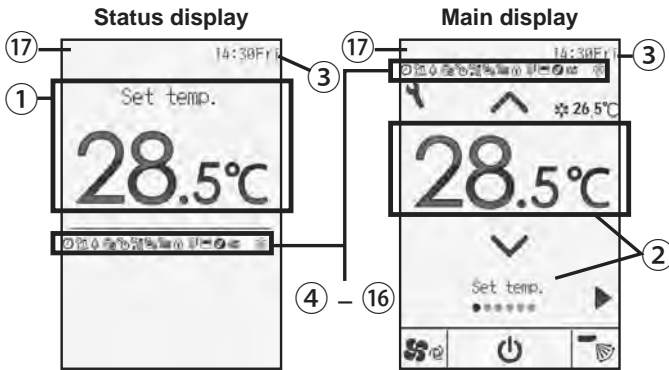 Status display
Main display
⑰
14:30Fri
③
①
Set temp.
28.5℃
⑰
14:30Fri
③
26.5℃
28.5℃
②
④ – ⑯
Set temp.